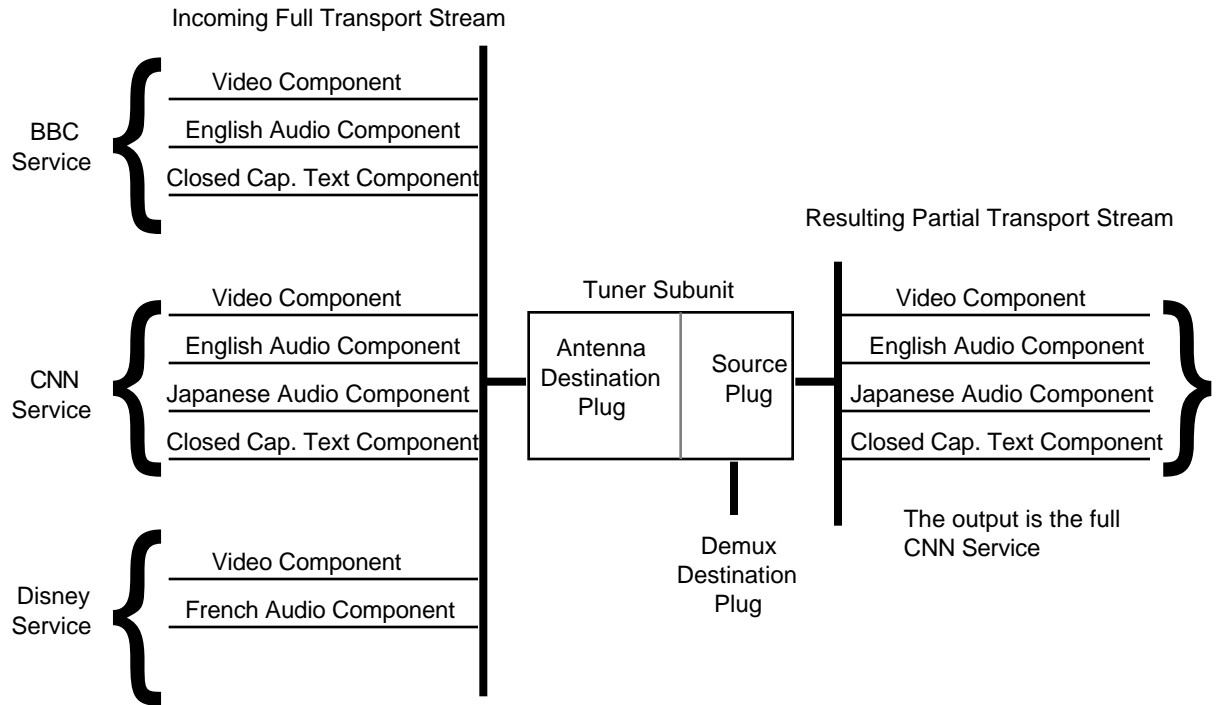 Incoming Full Transport Stream
BBC
Service
Video Component
English Audio Component
Closed Cap. Text Component
CNN
Service
Video Component
English Audio Component
Japanese Audio Component
Closed Cap. Text Component
Disney
Service
Video Component
French Audio Component
Tuner Subunit
Antenna
Destination
Plug
Source
Plug
Demux
Destination
Plug
Resulting Partial Transport Stream
Video Component
English Audio Component
Japanese Audio Component
Closed Cap. Text Component
The output is the full
CNN Service